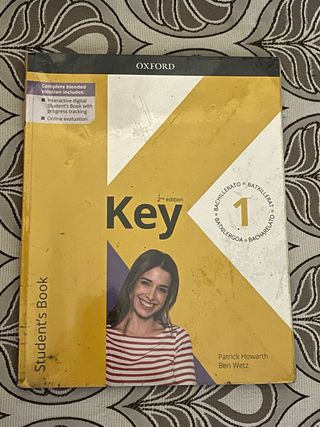 OXFORD
Complete blended
solution includes:
Interactive digital
Student's Book with
progress tracking
Online evaluation
2nd edition
Key
1
BACHILLERATO = BATXILLERAT = BACHARELATO = BATXILERGOA =
Student's Book
Patrick Howarth
Ben Wetz